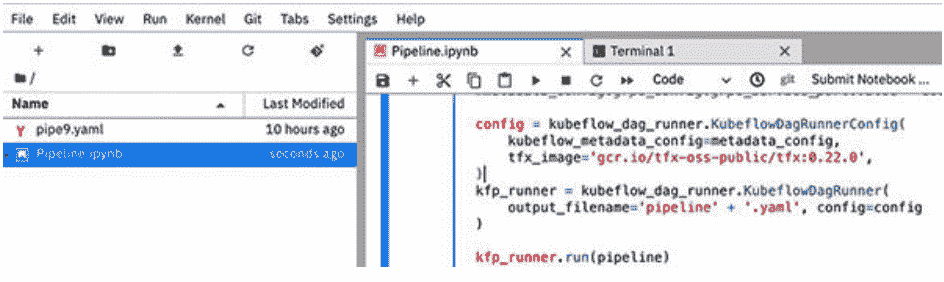 File Edit View Run Kernel Git Tabs Settings Help
Pipeline.ipynb Terminal 1
/
Code git Submit Notebook ...
Name Last Modified
pipe9.yaml 10 hours ago
Pipeline.ipynb seconds ago
config = kubeflow_dag_runner.KubeflowDagRunnerConfig(
kubeflow_metadata_config=metadata_config,
tfx_image='gcr.io/tfx-oss-public/tfx:0.22.0',
)
kfp_runner = kubeflow_dag_runner.KubeflowDagRunner(
output_filename='pipeline' + '.yaml', config=config
)
kfp_runner.run(pipeline)